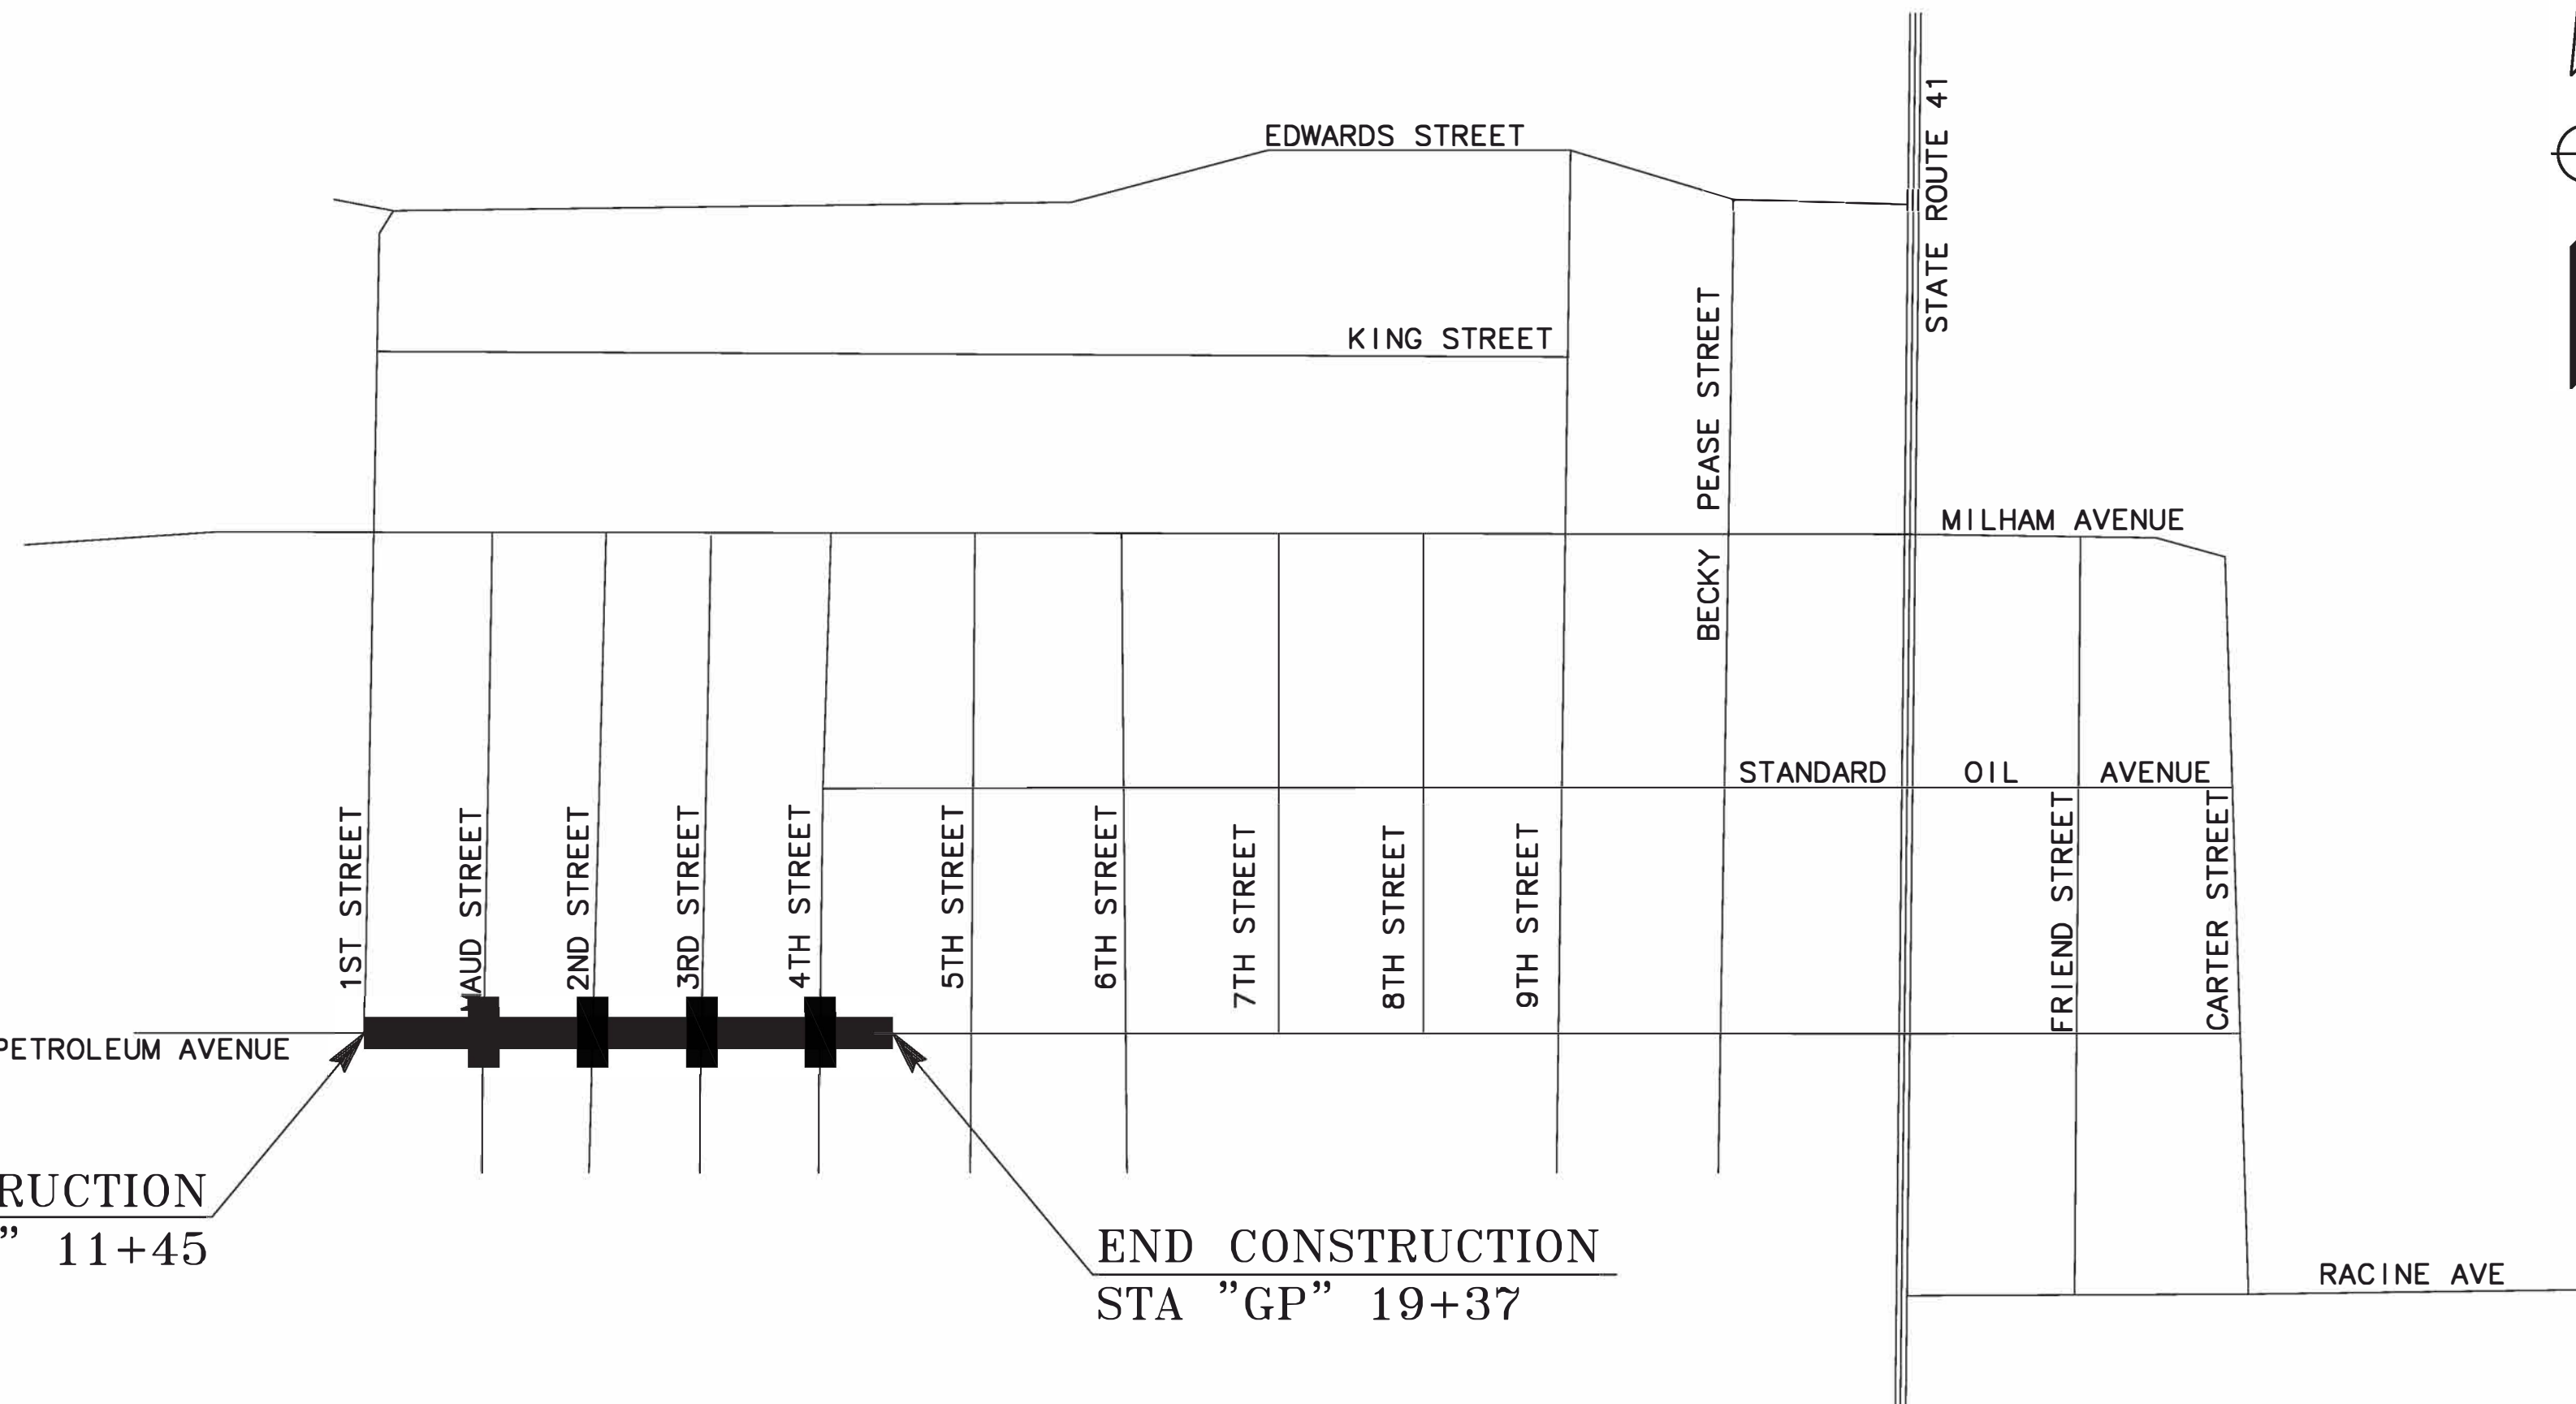 EDWARDS STREET
STATE ROUTE 41
KING STREET
BECKY PEASE STREET
MILHAM AVENUE
STANDARD OIL AVENUE
1ST STREET
2ND STREET
3RD STREET
4TH STREET
5TH STREET
6TH STREET
7TH STREET
8TH STREET
9TH STREET
FRIEND STREET
CARTER STREET
STREET
PETROLEUM AVENUE
RUCTION
" 11+45
END CONSTRUCTION
STA "GP" 19+37
RACINE AVE